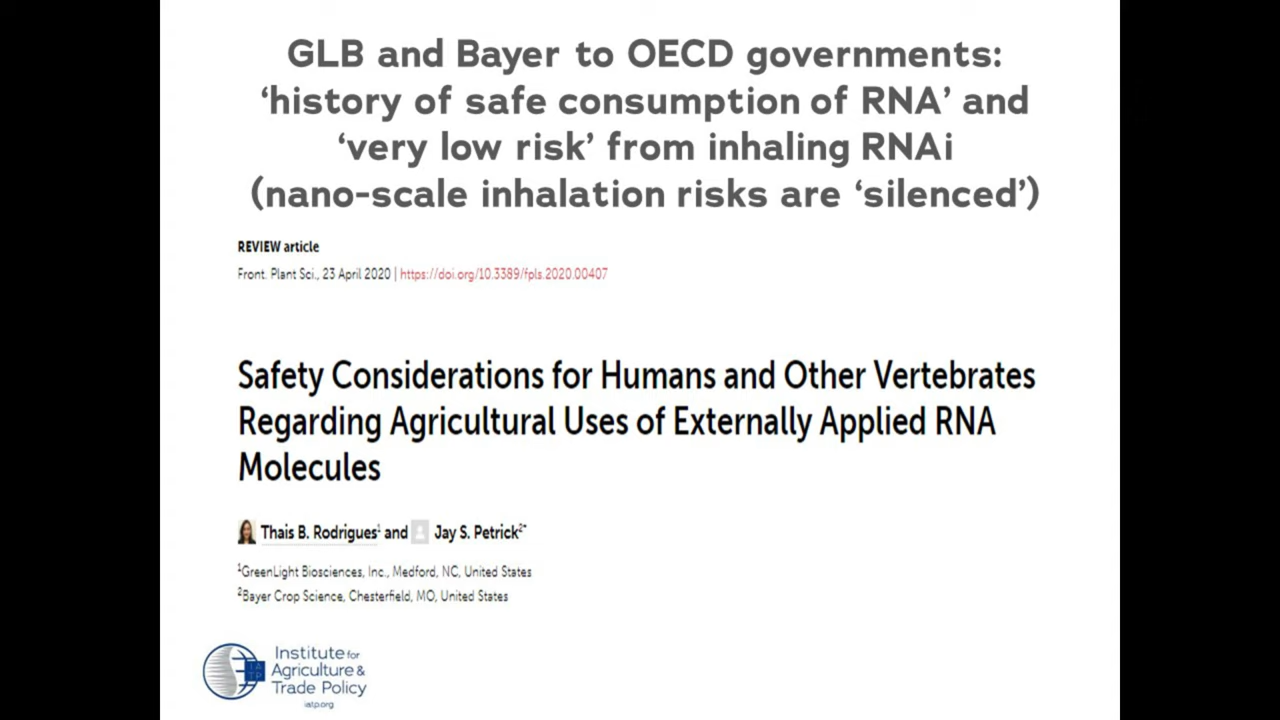 GLB and Bayer to OECD governments:
‘history of safe consumption of RNA’ and
‘very low risk’ from inhaling RNAi
(nano-scale inhalation risks are ‘silenced’)
REVIEW article
Front. Plant Sci., 23 April 2020 | https://doi.org/10.3389/fpls.2020.00407
Safety Considerations for Humans and Other Vertebrates
Regarding Agricultural Uses of Externally Applied RNA
Molecules
Thais B. Rodrigues¹ and Jay S. Petrick²*
¹GreenLight Biosciences, Inc., Medford, NC, United States
²Bayer Crop Science, Chesterfield, MO, United States
Institute for
Agriculture &
Trade Policy
iatp.org